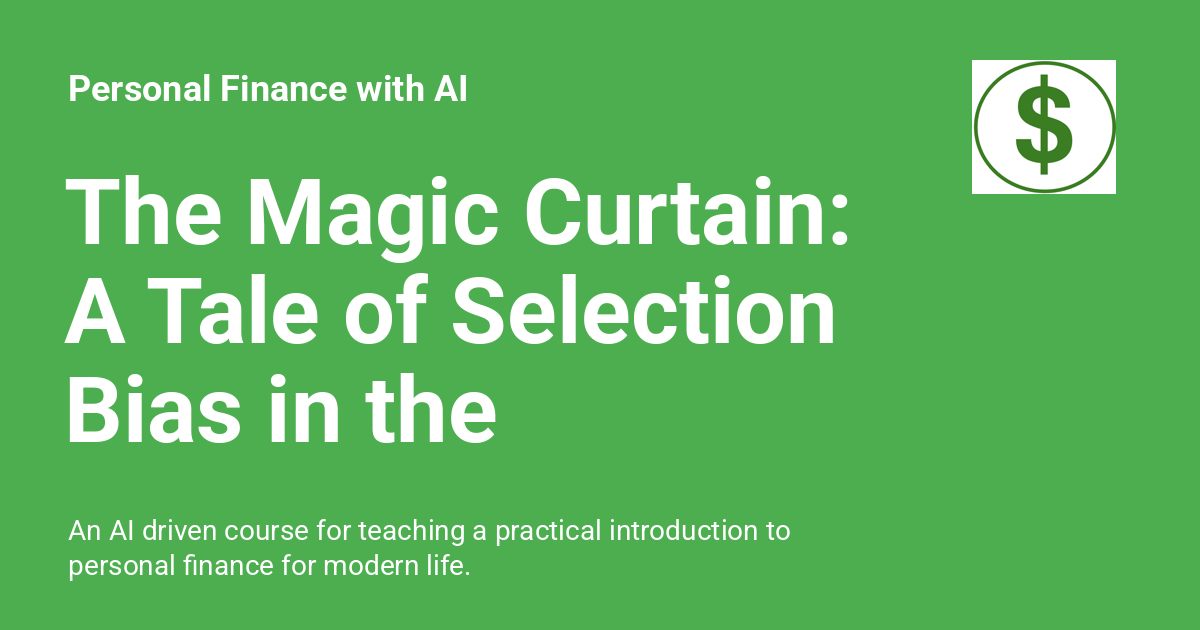 Personal Finance with AI
$
The Magic Curtain:
A Tale of Selection
Bias in the
An AI driven course for teaching a practical introduction to
personal finance for modern life.